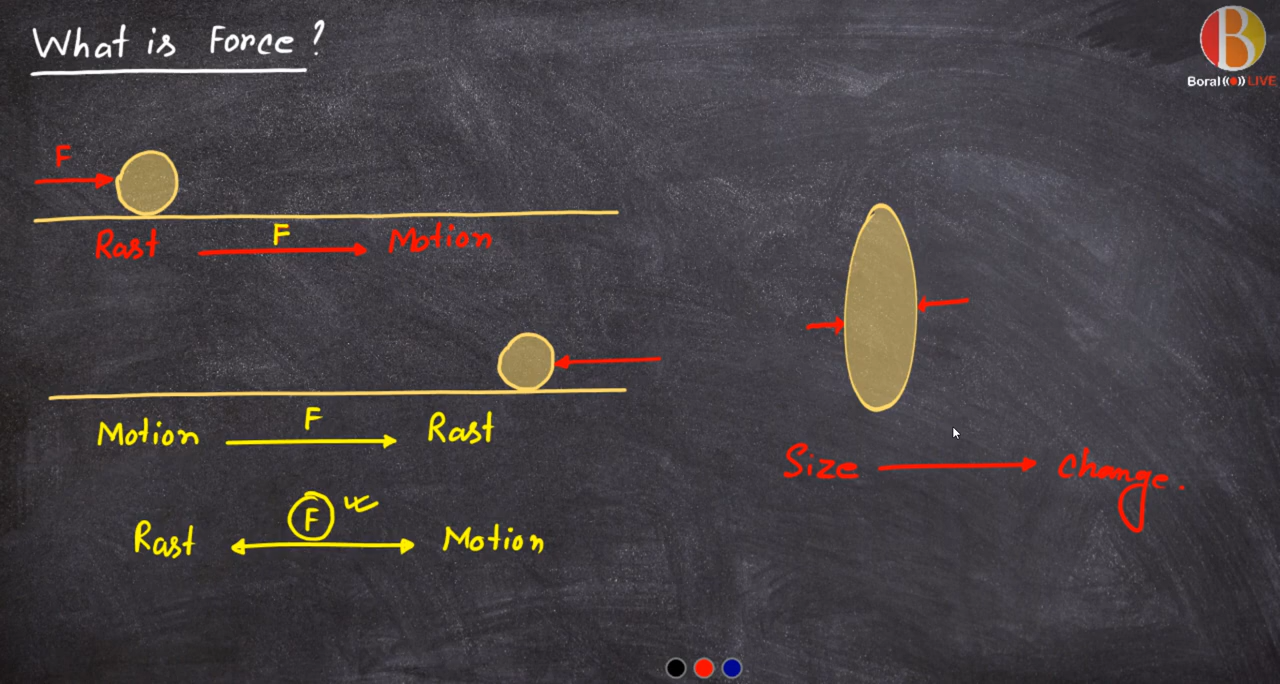 What is Force?
Boral((●)) LIVE
F
Rast F Motion
Motion F Rast
Rast F Motion
Size Change.